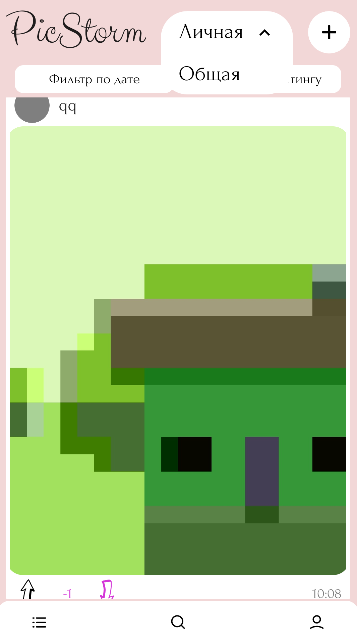 PicStorm
Личная
Общая
Фильтр по дате
тингу
qq
-1
10:08